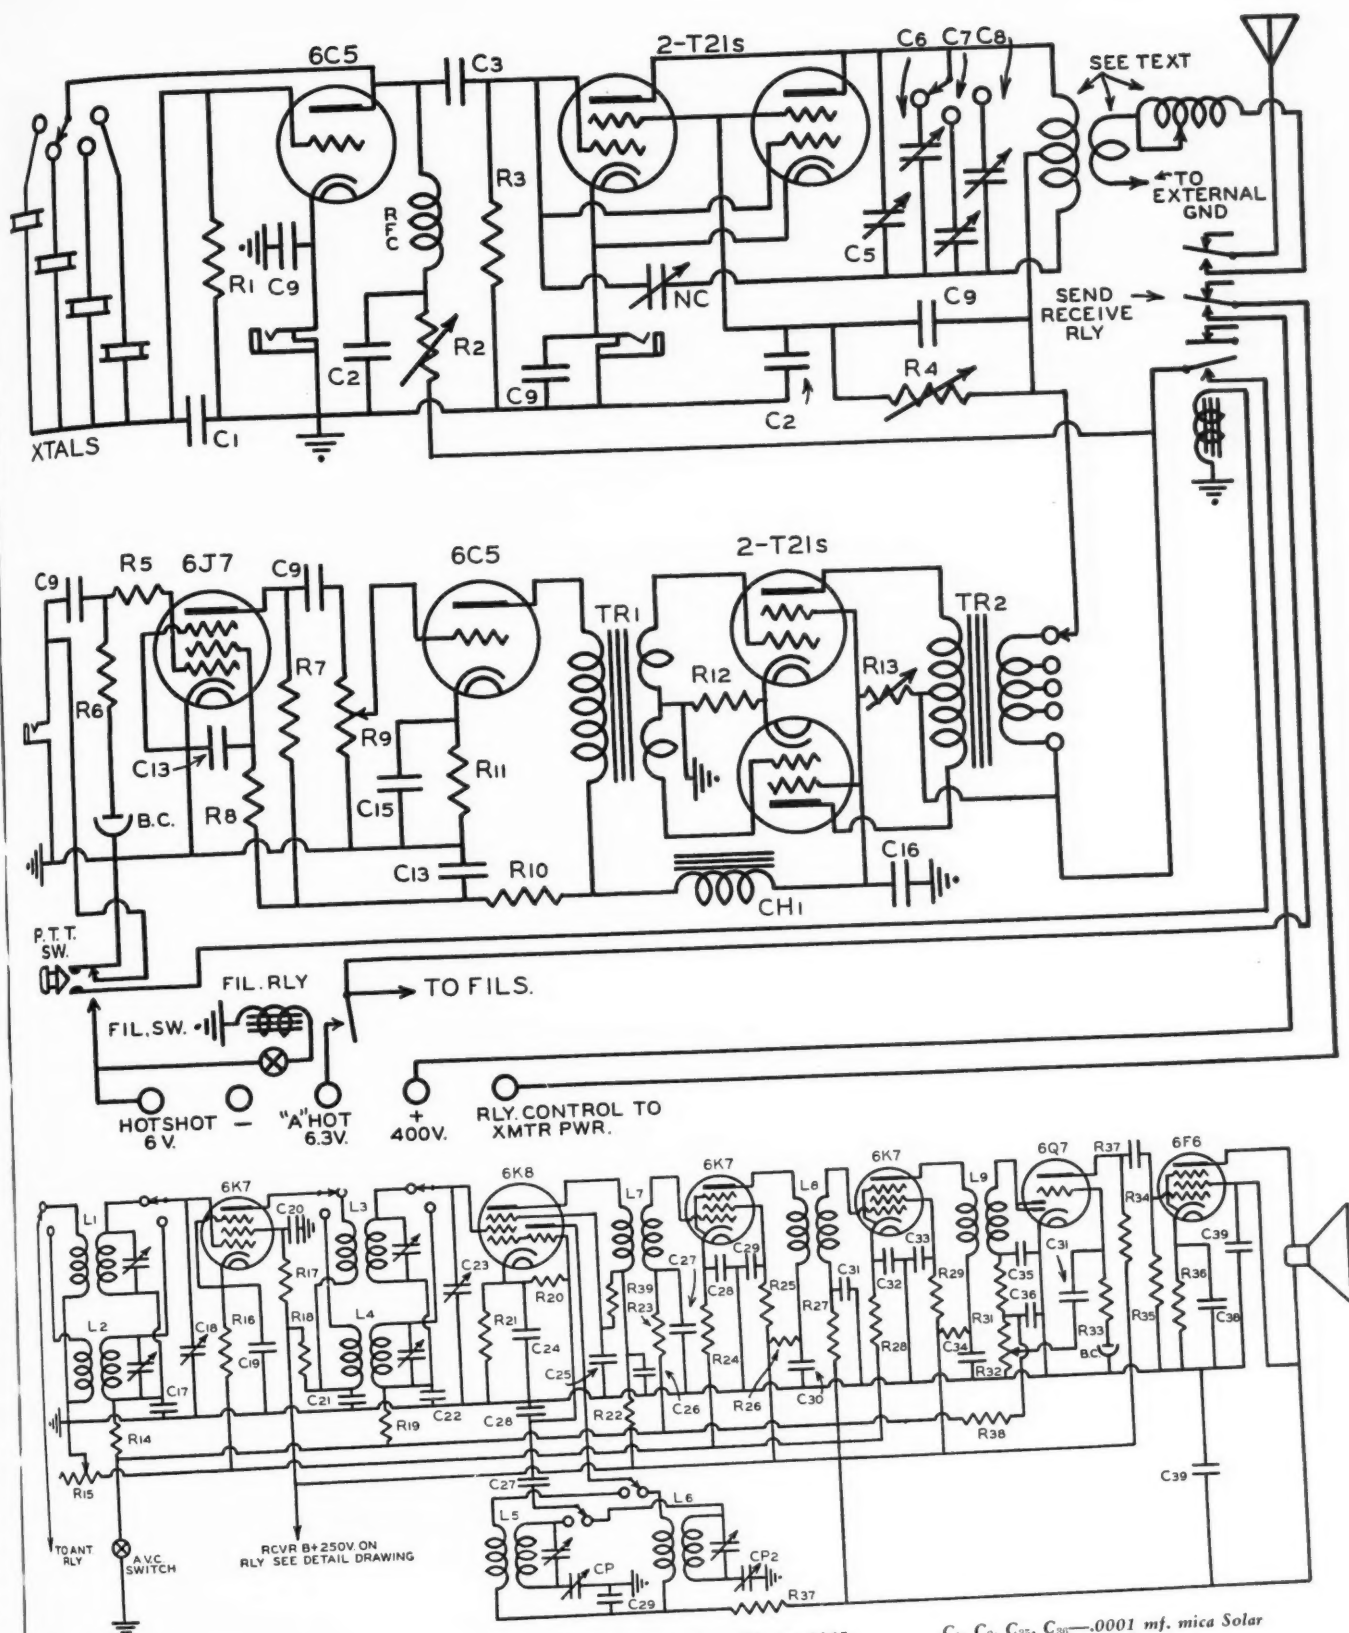 6C5
C3
2-T21s
C6 C7 C8
SEE TEXT
R3
RFC
R1
C9
C5
TO
EXTERNAL
GND
NC
C9
SEND
RECEIVE
RLY
C2
R2
C9
R4
C2
XTALS
C1
C9
R5
6J7
C9
6C5
2-T21s
TR1
TR2
R7
R12
R13
R6
R9
C13
R11
C15
B.C.
R8
C13
R10
C16
CH1
P.T.T.
SW.
FIL. RLY
TO FILS.
FIL. SW.
HOTSHOT
6 V.
–
"A" HOT
6.3V.
+
400V.
RLY. CONTROL TO
XMTR PWR.
6K7
6K8
6K7
6K7
6Q7
R37
6F6
L1
C20
L3
L7
L8
L9
R34
R17
C23
C27
C29
C31
C33
C31
C39
R20
R39
C28
R25
C32
R29
C35
R36
L2
C18
R16
R18
L4
R21
R23
R27
C36
C19
C24
R24
R28
C34
R31
R33
R35
C38
C25
R32
B.C.
C17
C21
C22
C28
R22
C26
R26
C30
R14
R19
R38
R15
C27
C39
L5
L6
TO ANT.
RLY
A.V.C.
SWITCH
RCVR B+250V. ON
RLY SEE DETAIL DRAWING
CP
CP2
C29
R37
.0001 mf. mica Solar